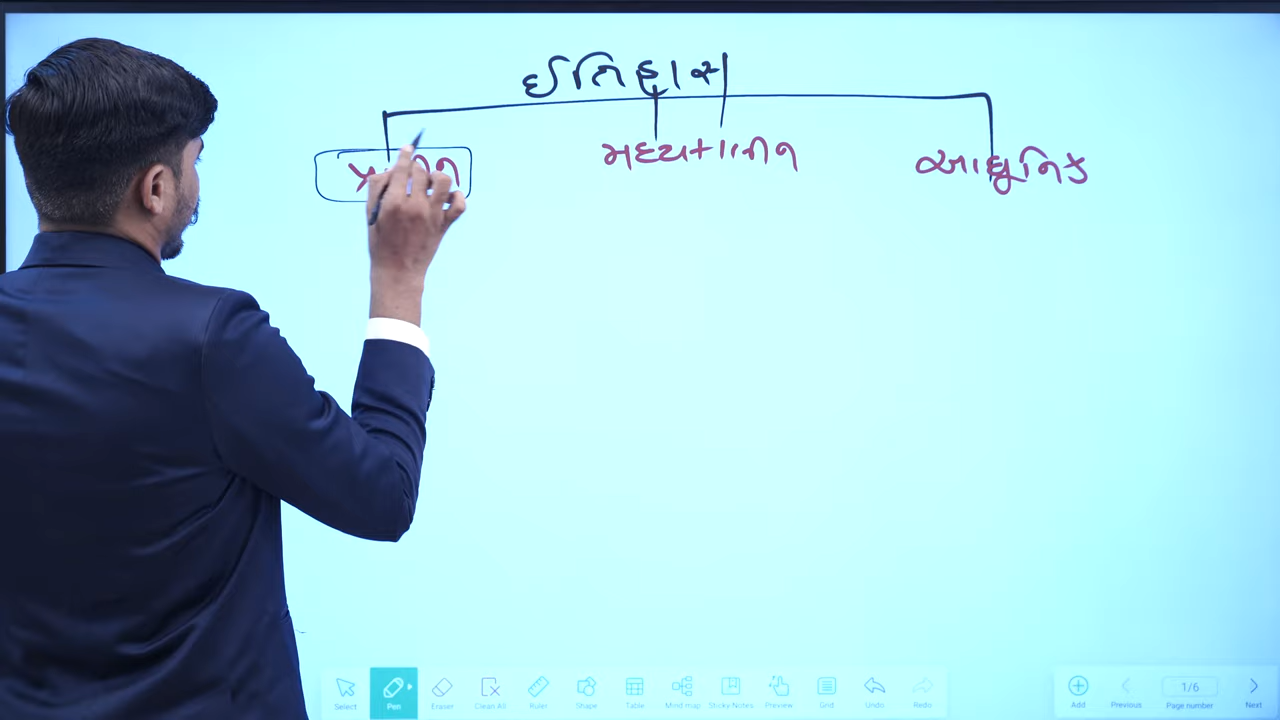 ઈતિહાસ
મધ્યકાલીન
આધુનિક
Select Pen Eraser Clean All Ruler Shape Table Mind map Sticky Notes Preview Grid Undo Redo Add Previous 1/6 Page number Next